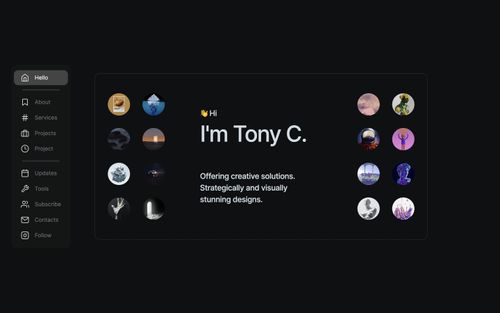 Hello
About
Services
Projects
Project
Updates
Tools
Subscribe
Contacts
Follow
👋 Hi
I'm Tony C.
Offering creative solutions.
Strategically and visually
stunning designs.